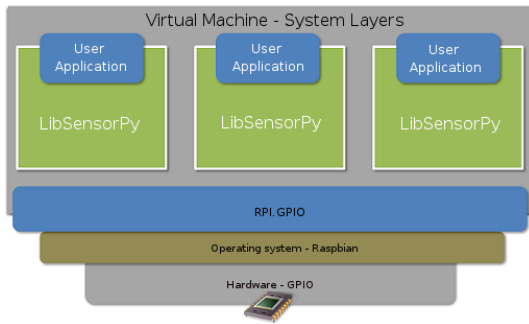 Virtual Machine - System Layers
User
Application
User
Application
User
Application
LibSensorPy
LibSensorPy
LibSensorPy
RPI.GPIO
Operating system - Raspbian
Hardware - GPIO